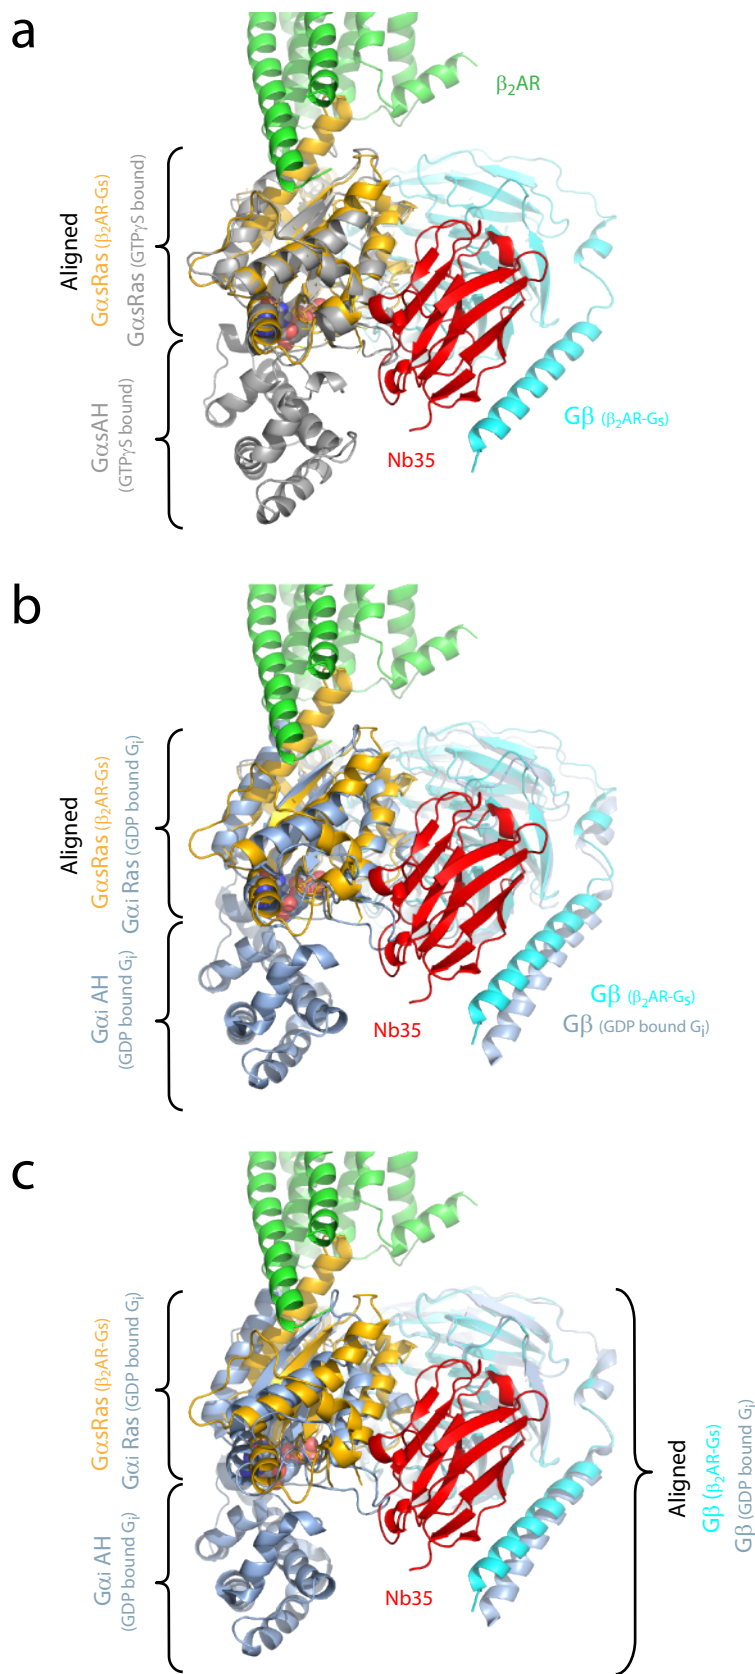 a
β2AR
Aligned
GαsRas (β2AR-Gs)
GαsRas (GTPγS bound)
GαsAH
(GTPγS bound)
Gβ (β2AR-Gs)
Nb35
b
Aligned
GαsRas (β2AR-Gs)
Gαi Ras (GDP bound Gi)
Gαi AH
(GDP bound Gi)
Gβ (β2AR-Gs)
Gβ (GDP bound Gi)
Nb35
c
GαsRas (β2AR-Gs)
Gαi Ras (GDP bound Gi)
Gαi AH
(GDP bound Gi)
Nb35
Aligned
Gβ (β2AR-Gs)
Gβ (GDP bound Gi)